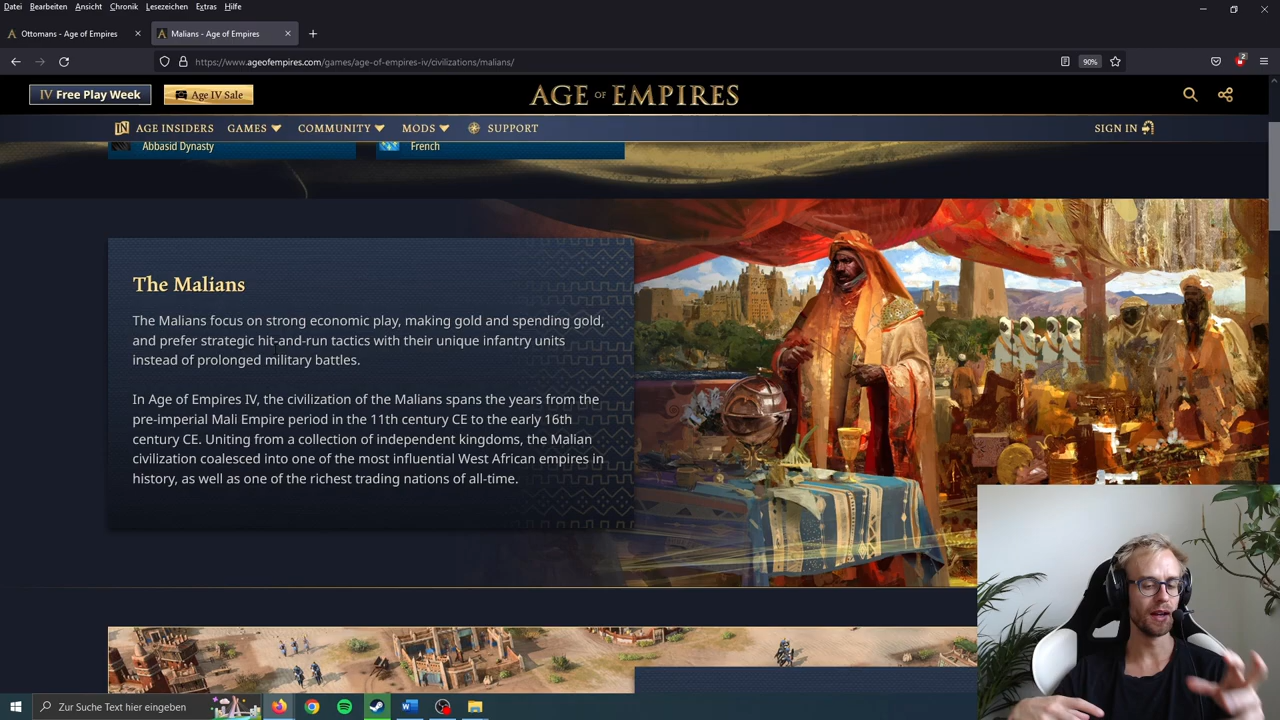 Datei Bearbeiten Ansicht Chronik Lesezeichen Extras Hilfe
Ottomans - Age of Empires
Malians - Age of Empires
https://www.ageofempires.com/games/age-of-empires-iv/civilizations/malians/
90%
2
IV Free Play Week
Age IV Sale
AGE OF EMPIRES
IN AGE INSIDERS GAMES COMMUNITY MODS SUPPORT
SIGN IN
Abbasid Dynasty
French
The Malians
The Malians focus on strong economic play, making gold and spending gold,
and prefer strategic hit-and-run tactics with their unique infantry units
instead of prolonged military battles.
In Age of Empires IV, the civilization of the Malians spans the years from the
pre-imperial Mali Empire period in the 11th century CE to the early 16th
century CE. Uniting from a collection of independent kingdoms, the Malian
civilization coalesced into one of the most influential West African empires in
history, as well as one of the richest trading nations of all-time.
Zur Suche Text hier eingeben